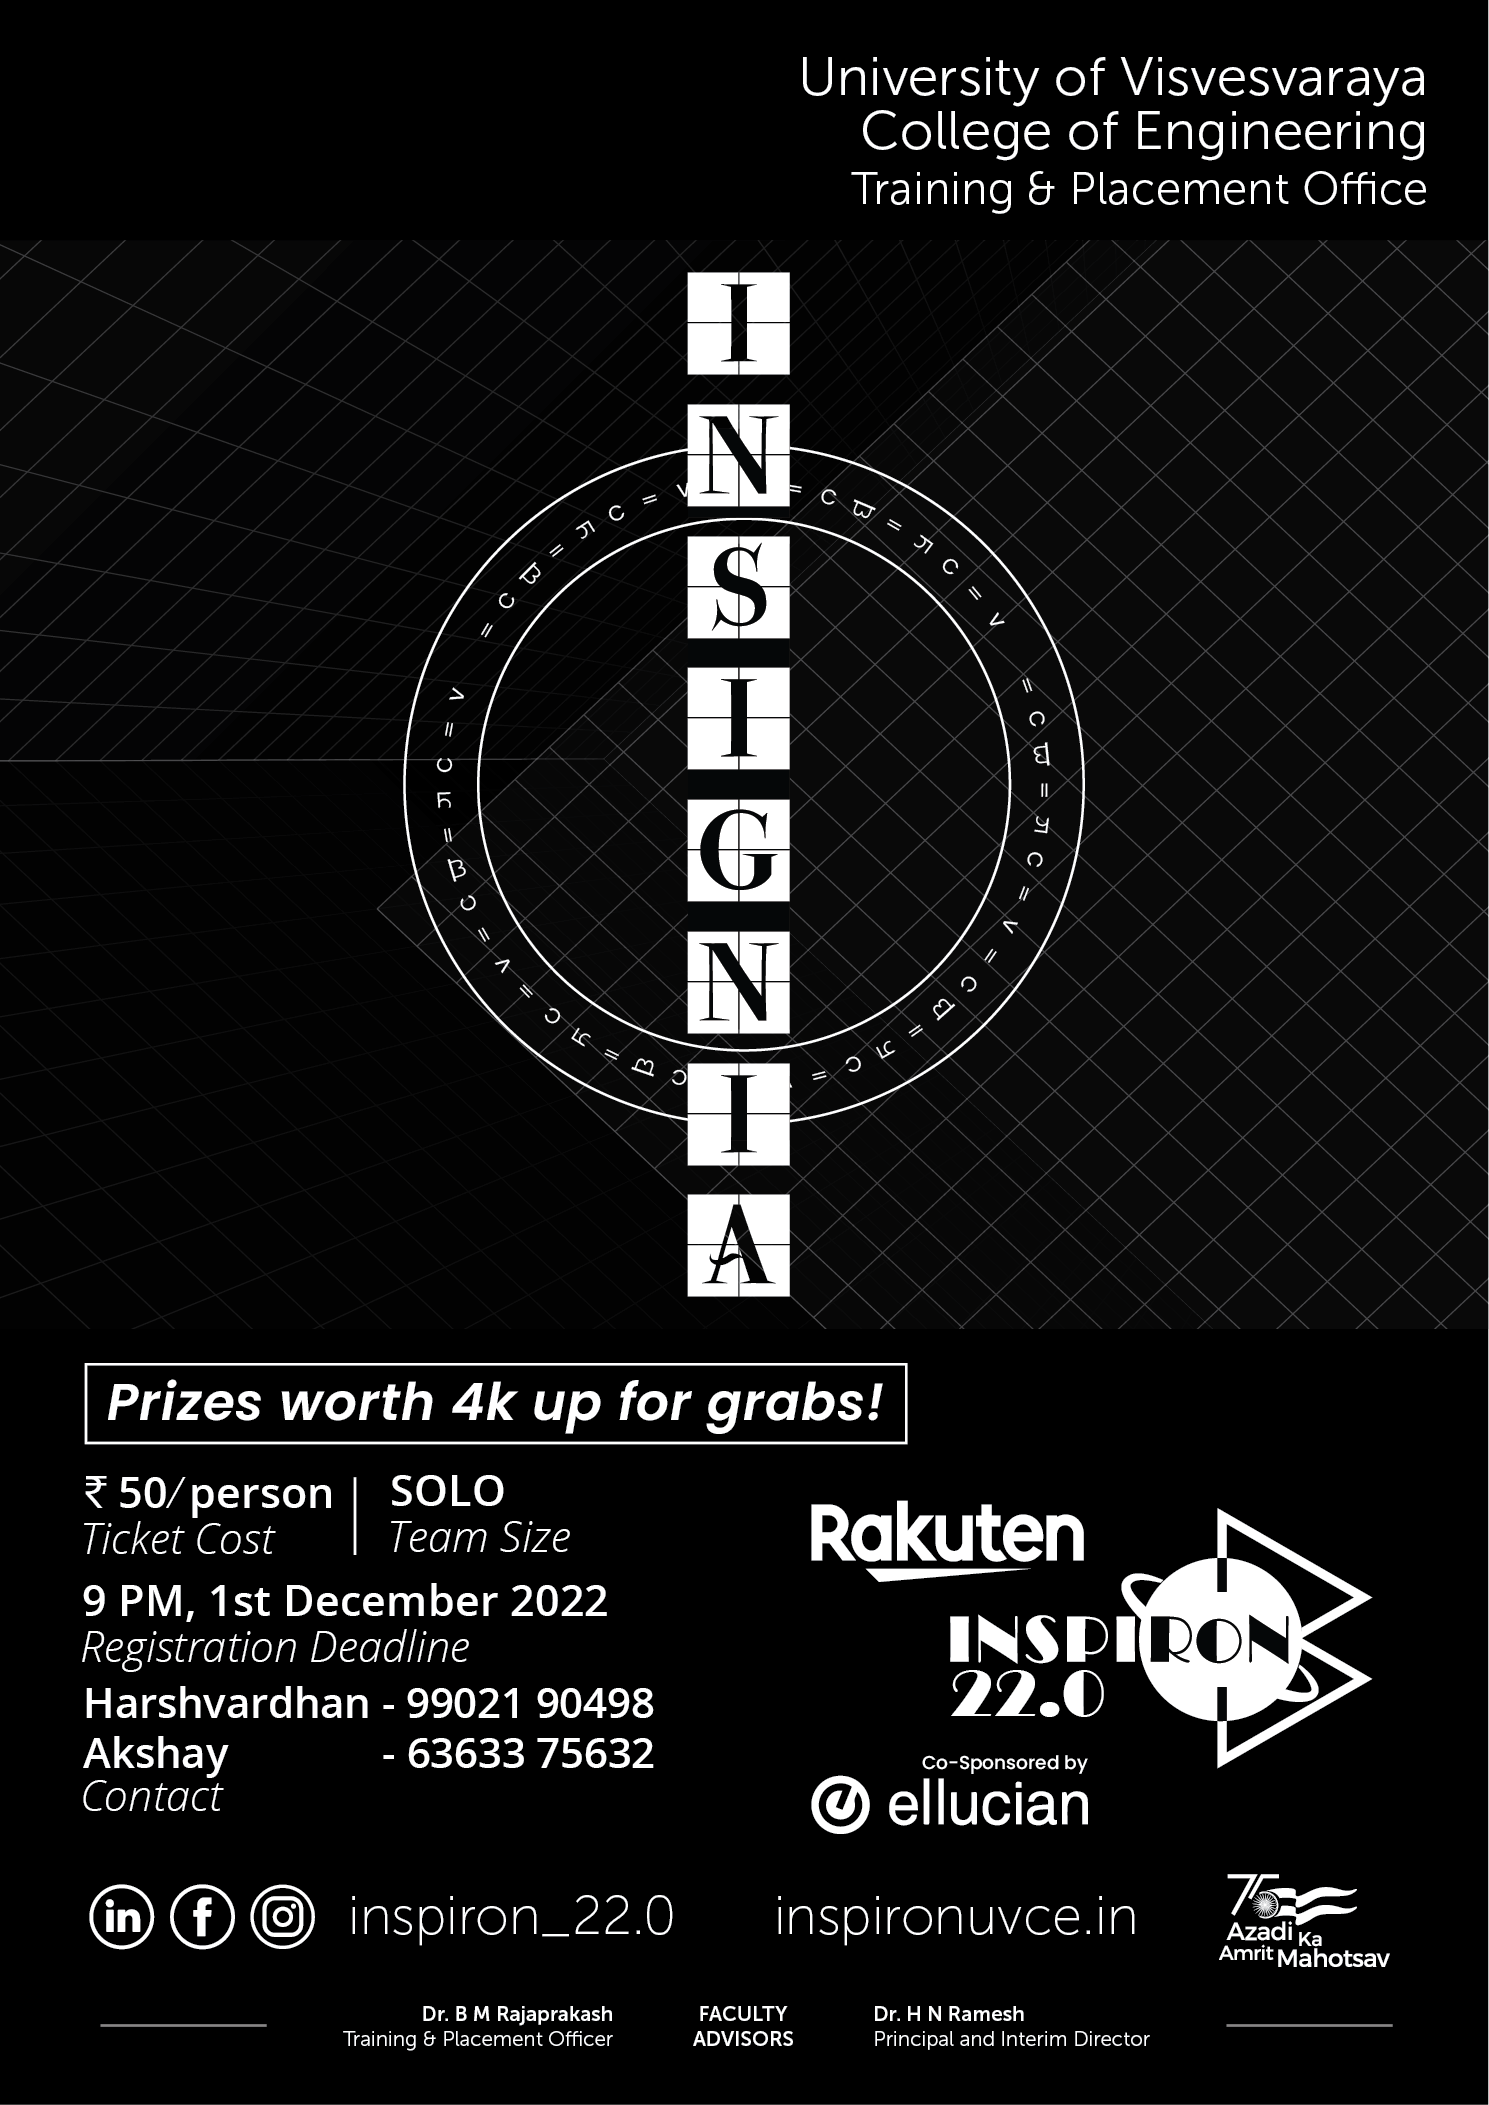 University of Visvesvaraya
College of Engineering
Training & Placement Office
I
N
S
I
G
N
I
A
Prizes worth 4k up for grabs!
₹ 50/person | SOLO
Ticket Cost Team Size
9 PM, 1st December 2022
Registration Deadline
Harshvardhan - 99021 90498
Akshay - 63633 75632
Contact
Rakuten
INSPIRON
22.0
Co-Sponsored by
ellucian
inspiron_22.0 inspironuvce.in
75
Azadi Ka
Amrit Mahotsav
Dr. B M Rajaprakash
Training & Placement Officer
FACULTY
ADVISORS
Dr. H N Ramesh
Principal and Interim Director